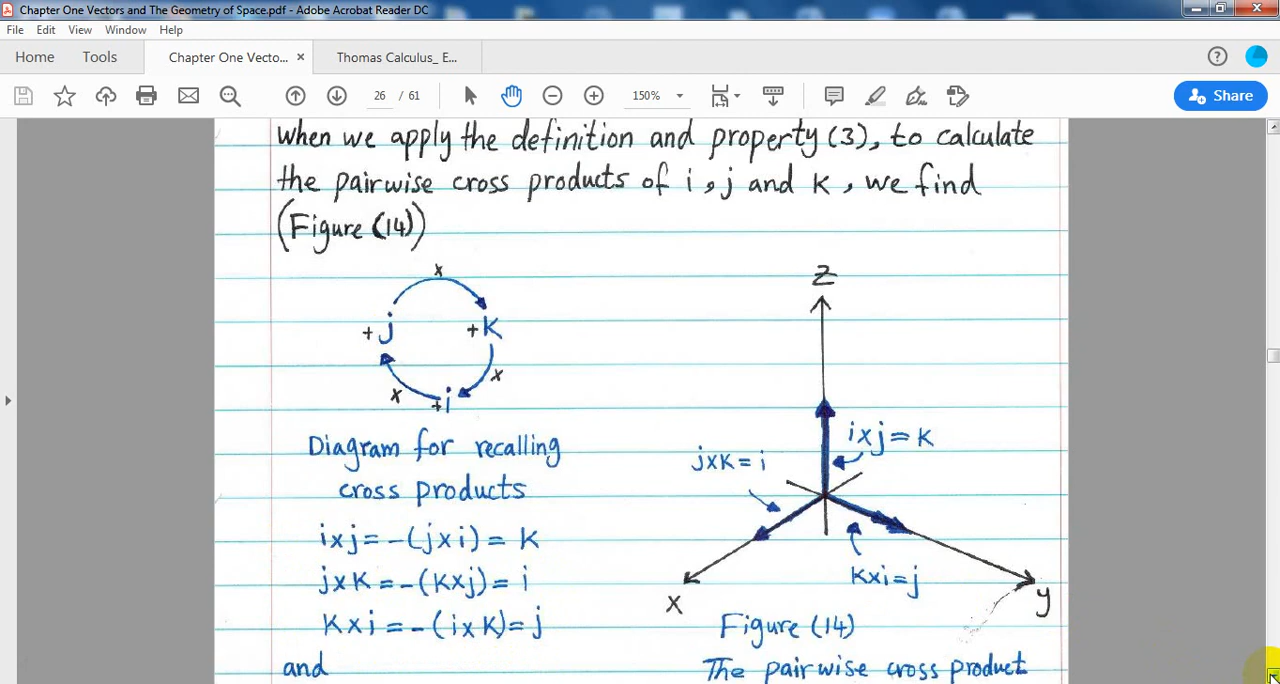 Chapter One Vectors and The Geometry of Space.pdf - Adobe Acrobat Reader DC
File Edit View Window Help
Home Tools Chapter One Vecto... × Thomas Calculus_ E...
26 / 61 150% Share
when we apply the definition and property (3), to calculate
the pairwise cross products of i, j and k, we find
(Figure (14))
x
+j
+k
x
x
+i
Diagram for recalling
cross products
ixj = -(jxi) = k
jxk = -(kxj) = i
kxi = -(ixk) = j
and
z
ixj = k
jxk = i
kxi = j
x
y
Figure (14)
The pairwise cross product